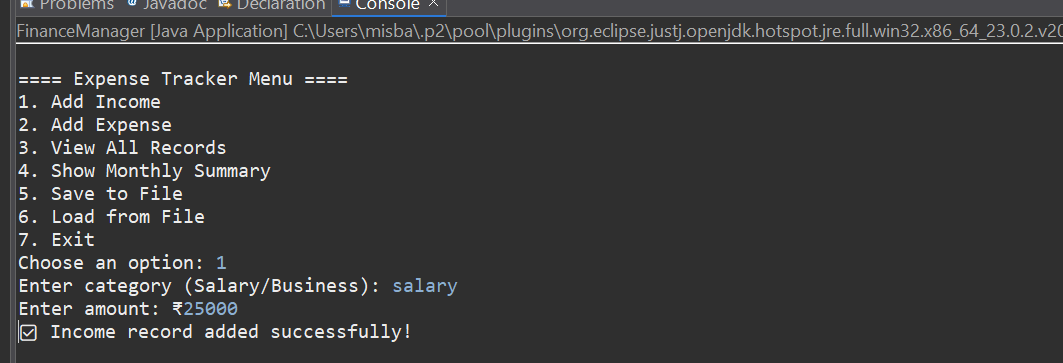 Problems Javadoc Declaration Console ×
FinanceManager [Java Application] C:\Users\misba\.p2\pool\plugins\org.eclipse.justj.openjdk.hotspot.jre.full.win32.x86_64_23.0.2.v20
==== Expense Tracker Menu ====
1. Add Income
2. Add Expense
3. View All Records
4. Show Monthly Summary
5. Save to File
6. Load from File
7. Exit
Choose an option: 1
Enter category (Salary/Business): salary
Enter amount: ₹25000
☑ Income record added successfully!